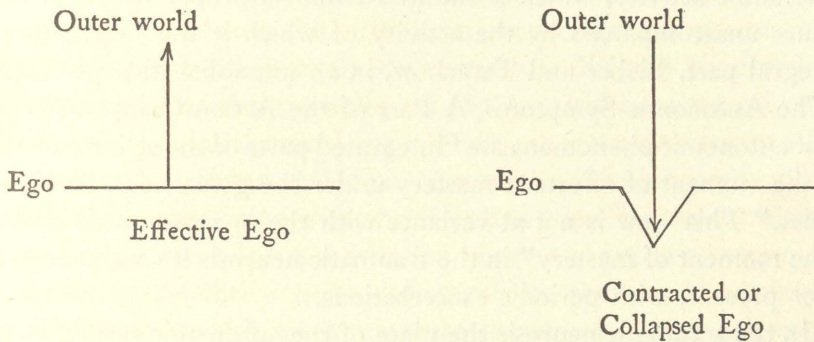 Outer world
Ego
Effective Ego
Outer world
Ego
Contracted or
Collapsed Ego